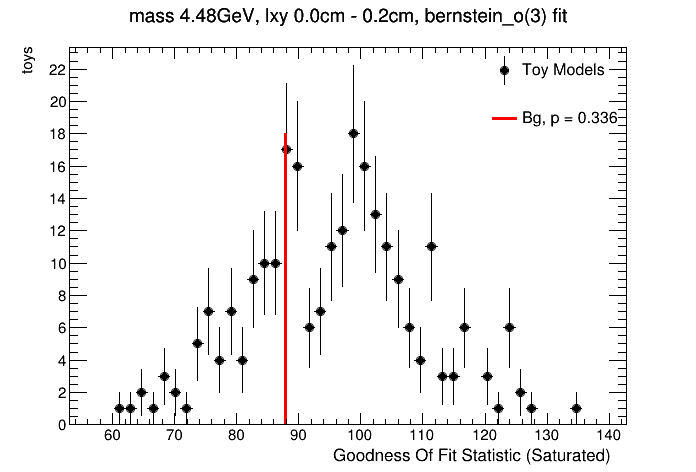 mass 4.48GeV, lxy 0.0cm - 0.2cm, bernstein_o(3) fit
toys
Toy Models
Bg, p = 0.336
22
20
18
16
14
12
10
8
6
4
2
0
60 70 80 90 100 110 120 130 140
Goodness Of Fit Statistic (Saturated)